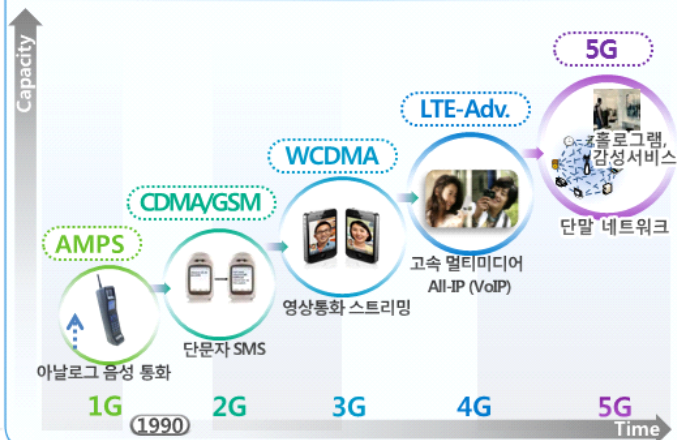 Capacity
5G
홀로그램,
감성서비스
단말 네트워크
LTE-Adv.
고속 멀티미디어
All-IP (VoIP)
WCDMA
영상통화 스트리밍
CDMA/GSM
단문자 SMS
AMPS
아날로그 음성 통화
1G 2G 3G 4G 5G
1990
Time